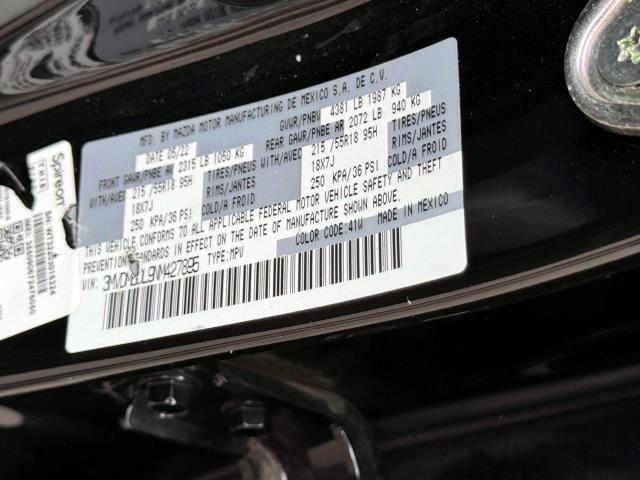 MFD. BY MAZDA MOTOR MANUFACTURING DE MEXICO S.A. DE C.V.
DATE 05/22 GVWR/PNBV 4381 LB 1987 KG
FRONT GAWR/PNBE AR 2315 LB 1050 KG REAR GAWR/PNBE AR 2072 LB 940 KG
WITH/AVEC 215/55R18 95H TIRES/PNEUS WITH/AVEC 215/55R18 95H TIRES/PNEUS
18X7J RIMS/JANTES 18X7J RIMS/JANTES
250 KPA/36 PSI COLD/A FROID 250 KPA/36 PSI COLD/A FROID
THIS VEHICLE CONFORMS TO ALL APPLICABLE FEDERAL MOTOR VEHICLE SAFETY AND THEFT
PREVENTION STANDARDS IN EFFECT ON THE DATE OF MANUFACTURE SHOWN ABOVE.
VIN: TYPE: MPV COLOR CODE: 41W MADE IN MEXICO
Spireon